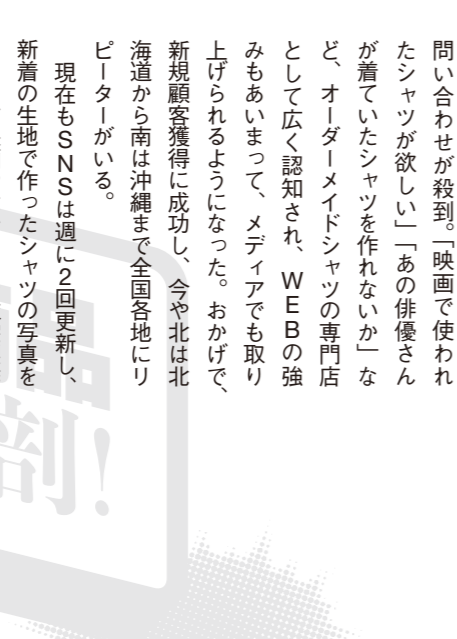 問い合わせが殺到。「映画で使われ
たシャツが欲しい」「あの俳優さん
が着ていたシャツを作れないか」な
ど、オーダーメイドシャツの専門店
として広く認知され、WEBの強
みもあいまって、メディアでも取り
上げられるようになった。おかげで、
新規顧客獲得に成功し、今や北は北
海道から南は沖縄まで全国各地にリ
ピーターがいる。
現在もSNSは週に2回更新し、
新着の生地で作ったシャツの写真を
品
割!